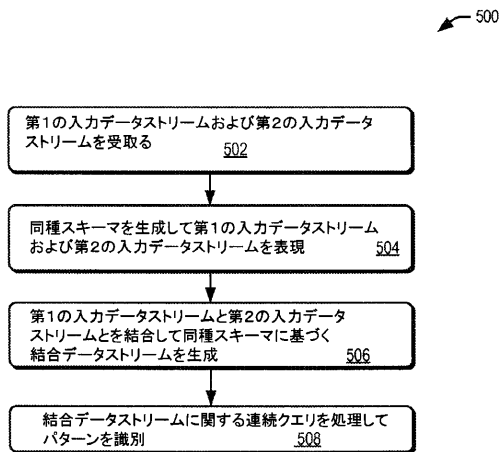 500
第1の入力データストリームおよび第2の入力データ
ストリームを受取る
502
同種スキーマを生成して第1の入力データストリーム
および第2の入力データストリームを表現
504
第1の入力データストリームと第2の入力データ
ストリームとを結合して同種スキーマに基づく
結合データストリームを生成
506
結合データストリームに関する連続クエリを処理して
パターンを識別
508